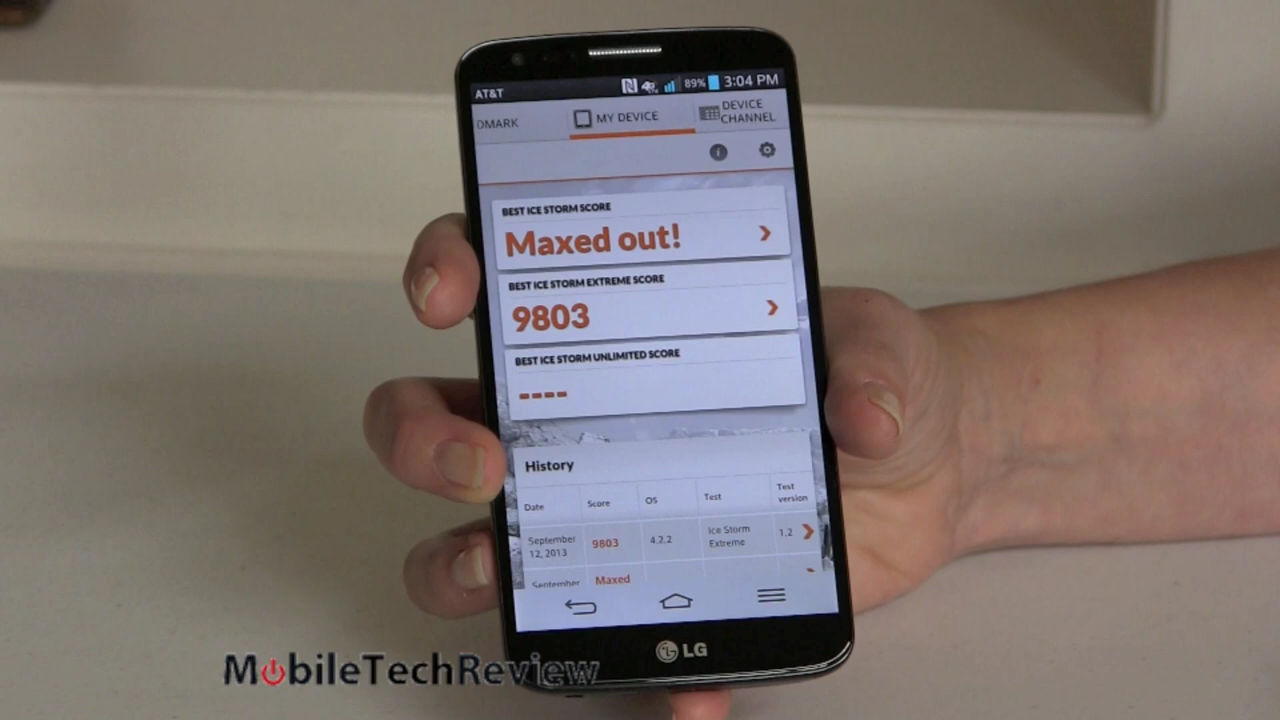 AT&T 89% 3:04 PM
DMARK MY DEVICE DEVICE CHANNEL
BEST ICE STORM SCORE
Maxed out!
BEST ICE STORM EXTREME SCORE
9803
BEST ICE STORM UNLIMITED SCORE
----
History
Date Score OS Test Test version
September 12, 2013 9803 4.2.2 Ice Storm Extreme 1.2
September Maxed
LG
MobileTechReview